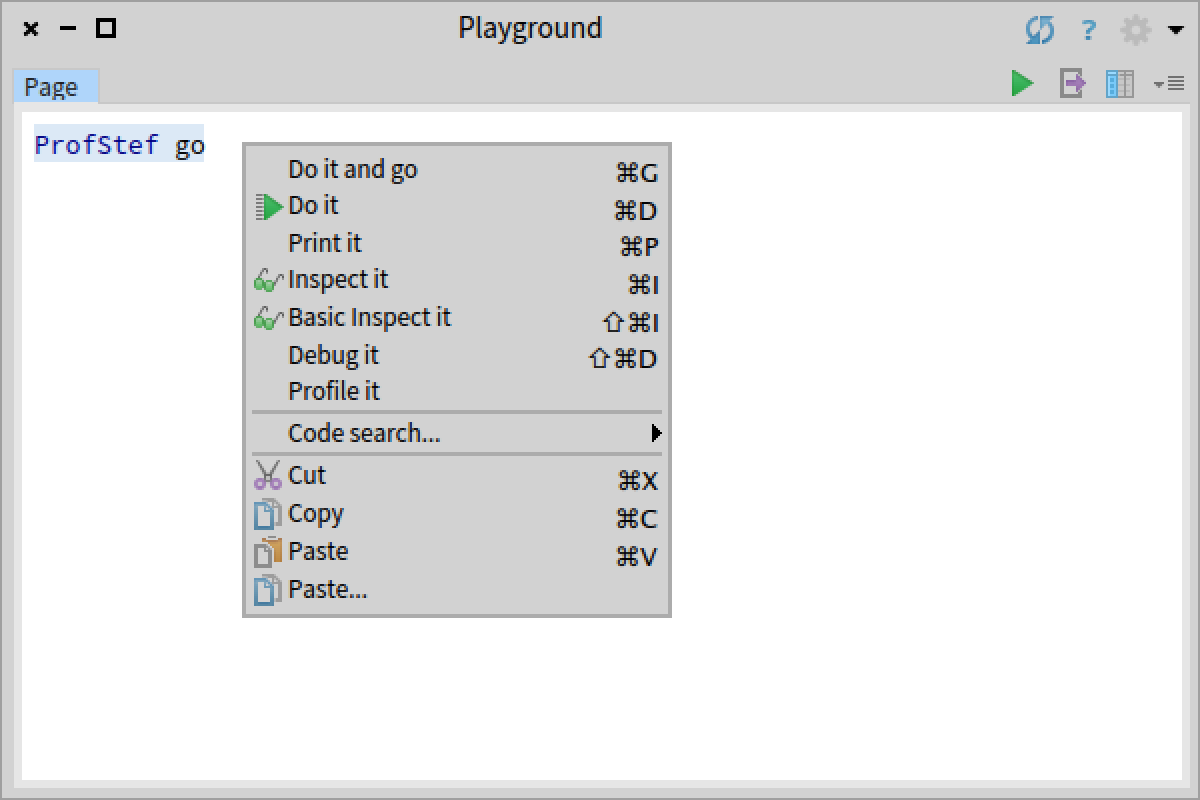 Playground
?
Page
ProfStef go
Do it and go ⌘G
Do it ⌘D
Print it ⌘P
Inspect it ⌘I
Basic Inspect it ⇧⌘I
Debug it ⇧⌘D
Profile it
Code search...
Cut ⌘X
Copy ⌘C
Paste ⌘V
Paste...